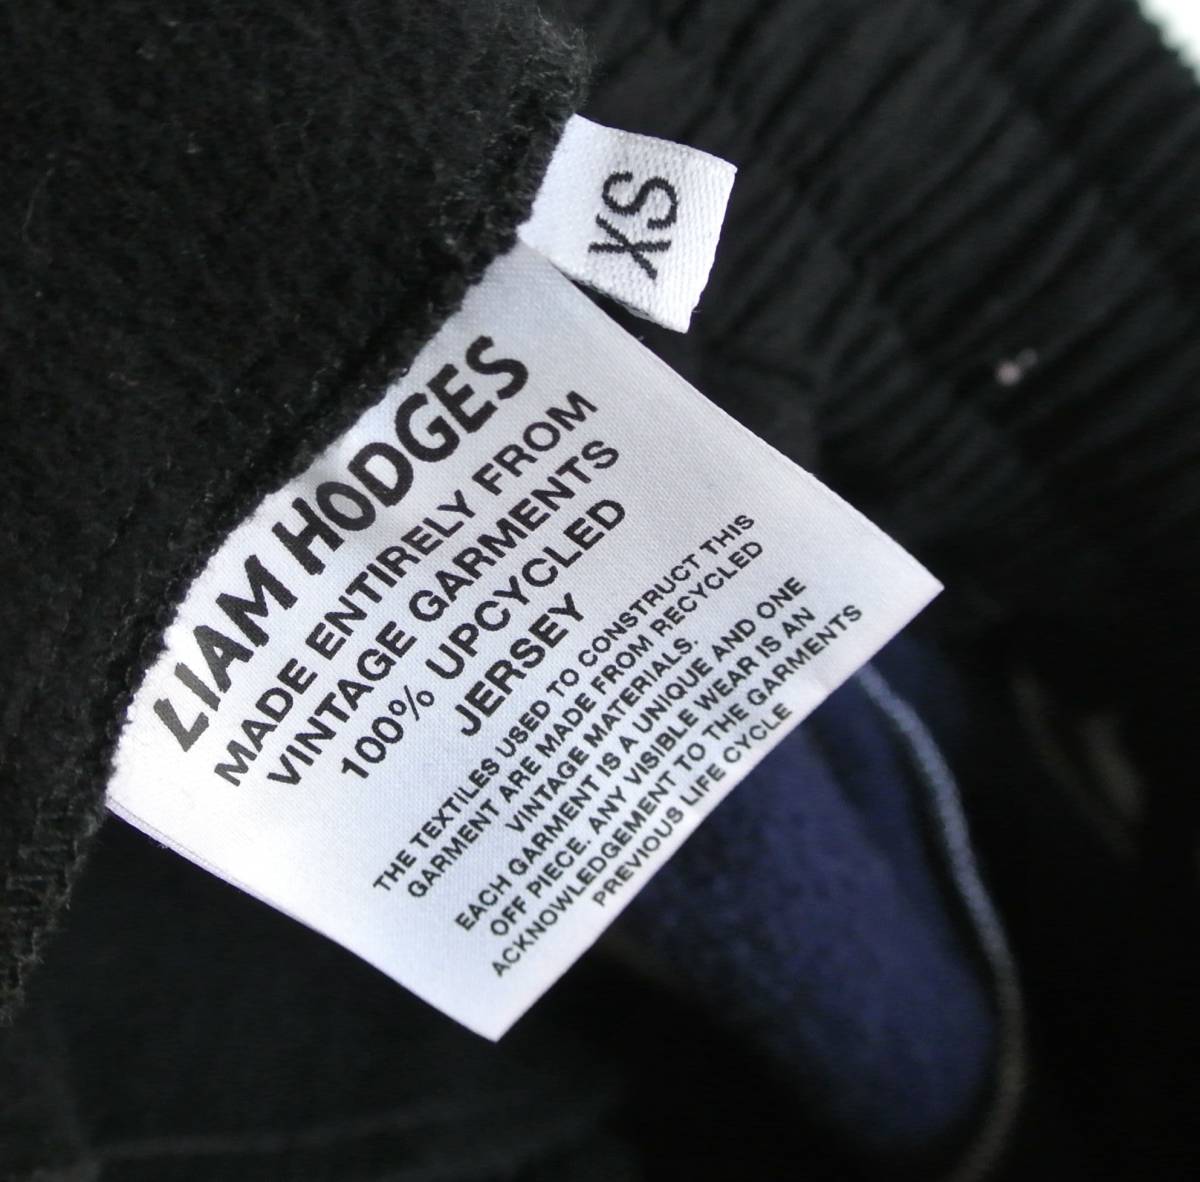 XS
LIAM HODGES
MADE ENTIRELY FROM
VINTAGE GARMENTS
100% UPCYCLED
JERSEY
THE TEXTILES USED TO CONSTRUCT THIS
GARMENT ARE MADE FROM RECYCLED
VINTAGE MATERIALS.
EACH GARMENT IS A UNIQUE AND ONE
OFF PIECE. ANY VISIBLE WEAR IS AN
ACKNOWLEDGEMENT TO THE GARMENTS
PREVIOUS LIFE CYCLE